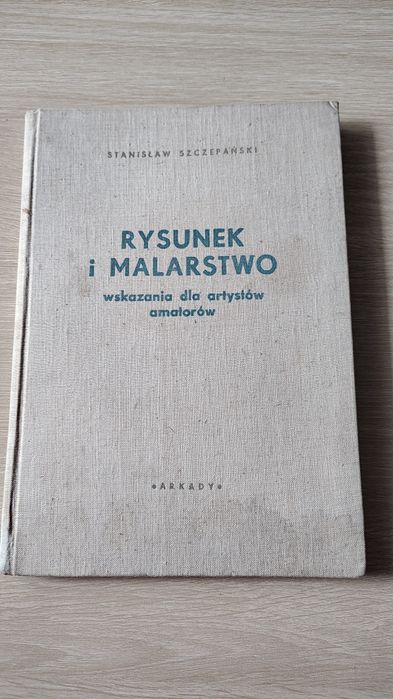 STANISŁAW SZCZEPAŃSKI
RYSUNEK
i MALARSTWO
wskazania dla artystów
amatorów
•ARKADY•